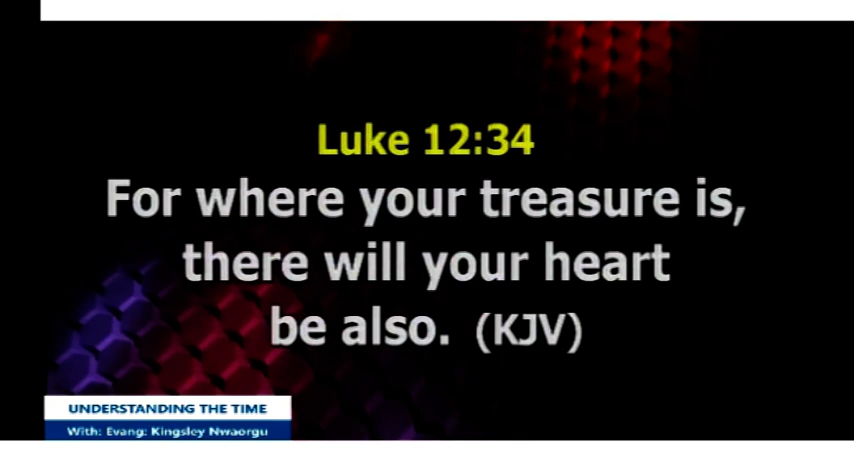 Luke 12:34
For where your treasure is,
there will your heart
be also. (KJV)
UNDERSTANDING THE TIME
With: Evang: Kingsley Nwaorgu